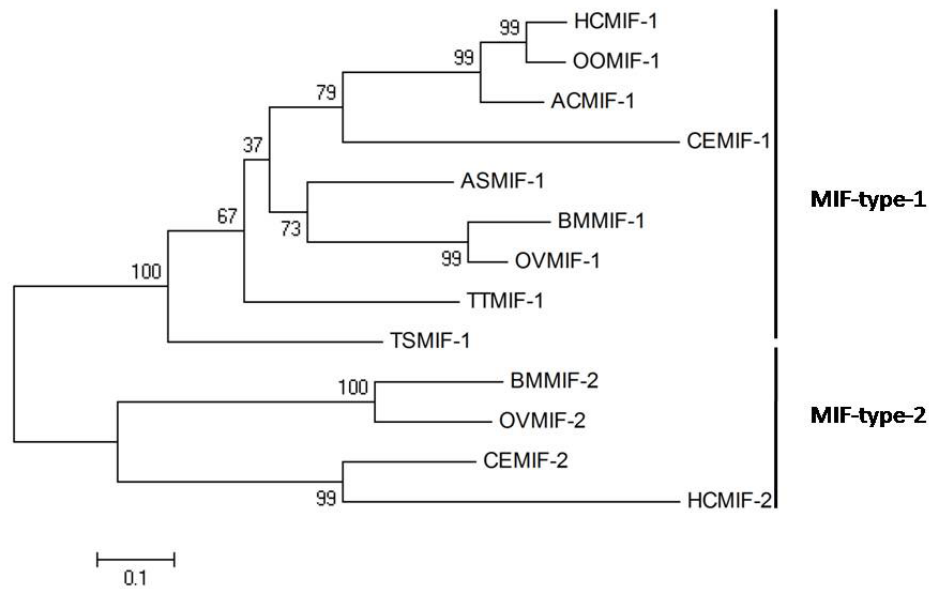 HCMIF-1
99
OOMIF-1
99
ACMIF-1
79
CEMIF-1
37
ASMIF-1
MIF-type-1
BMMIF-1
67
73
99
OVMIF-1
100
TTMIF-1
TSMIF-1
BMMIF-2
100
OVMIF-2
MIF-type-2
CEMIF-2
99
HCMIF-2
0.1